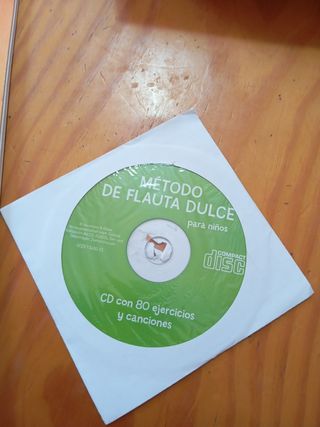 MÉTODO
DE FLAUTA DULCE
para niños
COMPACT
disc
CD con 80 ejercicios
y canciones